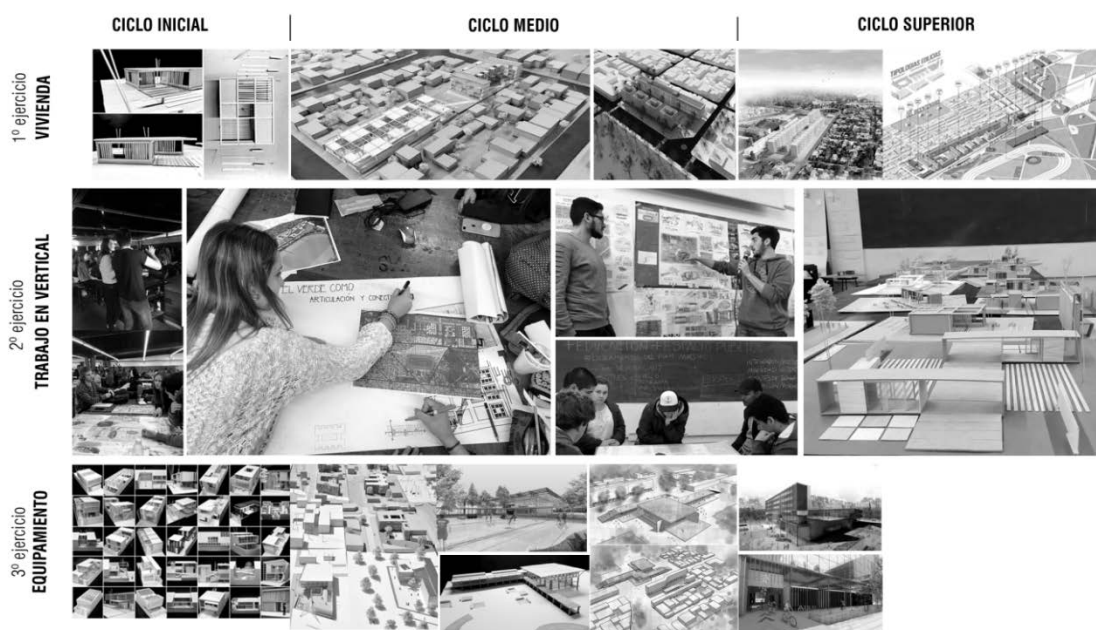 CICLO INICIAL
CICLO MEDIO
CICLO SUPERIOR
1º ejercicio
VIVIENDA
TIPOLOGIAS
2º ejercicio
TRABAJO EN VERTICAL
EL VERDE COMO
ARTICULACION Y
3º ejercicio
EQUIPAMIENTO